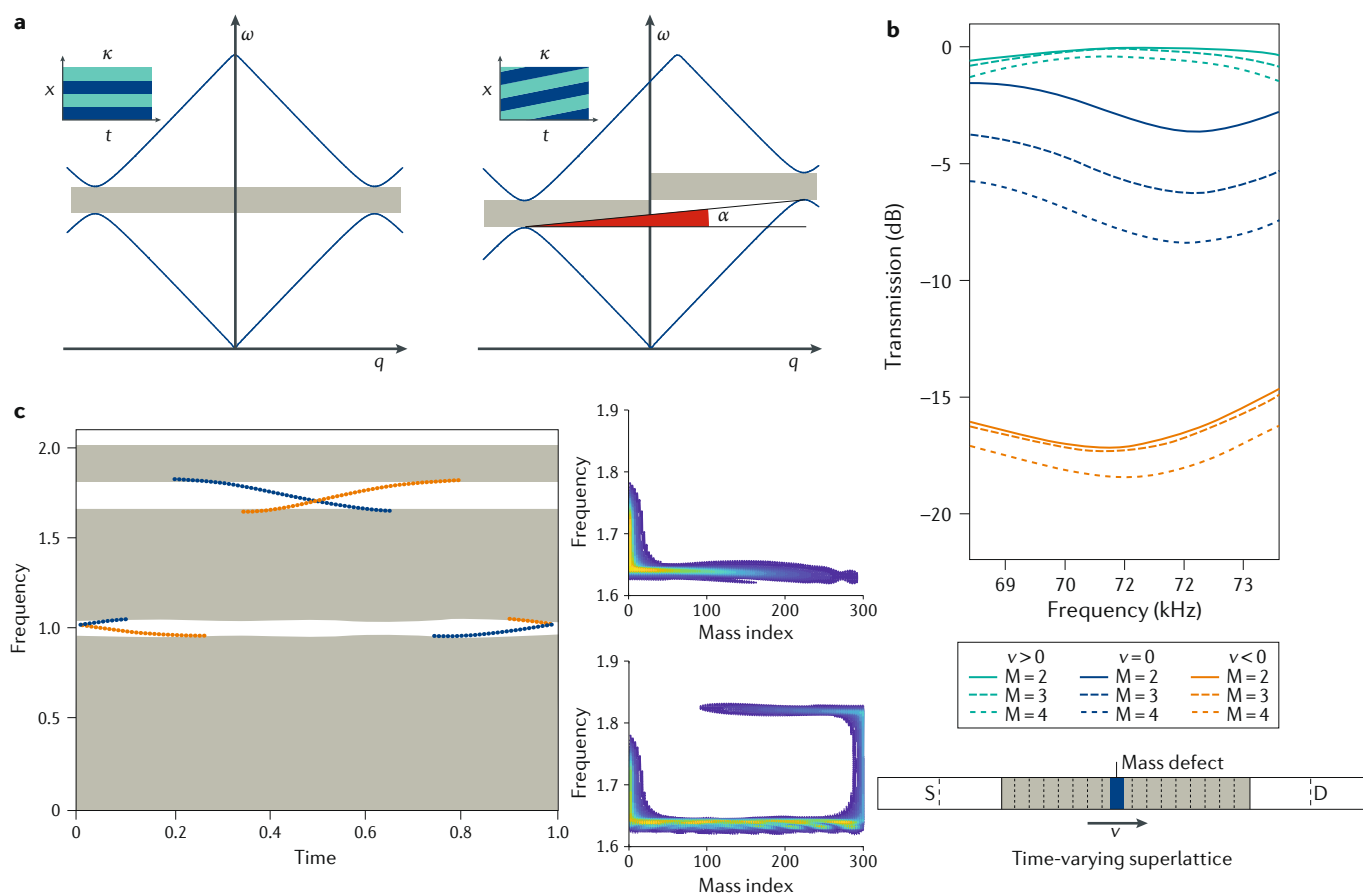 a
κ
x
t
ω
q
κ
x
t
ω
α
q
b
Transmission (dB)
0
−5
−10
−15
−20
69
70
72
72
73
Frequency (kHz)
v > 0
v = 0
v < 0
M = 2
M = 2
M = 2
M = 3
M = 3
M = 3
M = 4
M = 4
M = 4
Mass defect
S
D
v
Time-varying superlattice
c
Frequency
2.0
1.5
1.0
0.5
0
0
0.2
0.4
0.6
0.8
1.0
Time
Frequency
1.9
1.8
1.7
1.6
0
100
200
300
Mass index
Frequency
1.9
1.8
1.7
1.6
0
100
200
300
Mass index